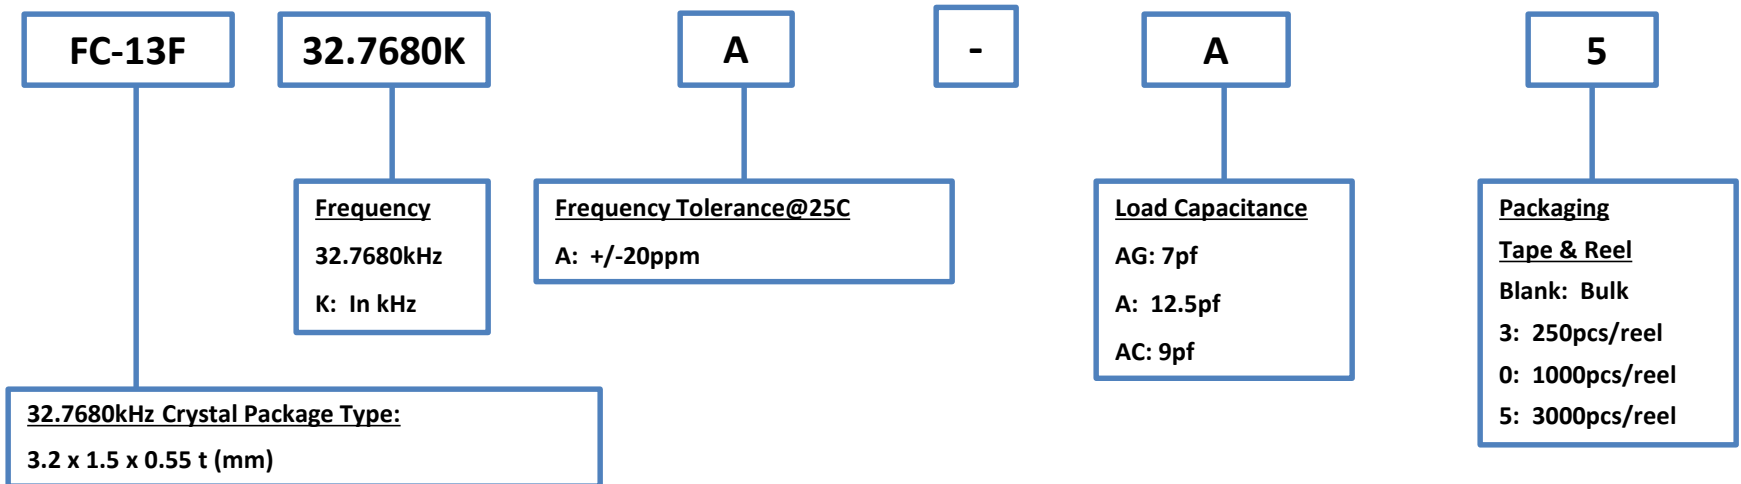 FC-13F
32.7680K
A
-
A
5
Frequency
32.7680kHz
K: In kHz
Frequency Tolerance@25C
A: +/-20ppm
Load Capacitance
AG: 7pf
A: 12.5pf
AC: 9pf
Packaging
Tape & Reel
Blank: Bulk
3: 250pcs/reel
0: 1000pcs/reel
5: 3000pcs/reel
32.7680kHz Crystal Package Type:
3.2 x 1.5 x 0.55 t (mm)